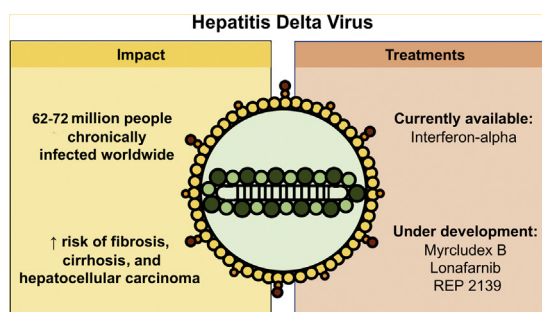 Hepatitis Delta Virus
Impact
62-72 million people
chronically
infected worldwide
↑ risk of fibrosis,
cirrhosis, and
hepatocellular carcinoma
Treatments
Currently available:
Interferon-alpha
Under development:
Myrcludex B
Lonafarnib
REP 2139